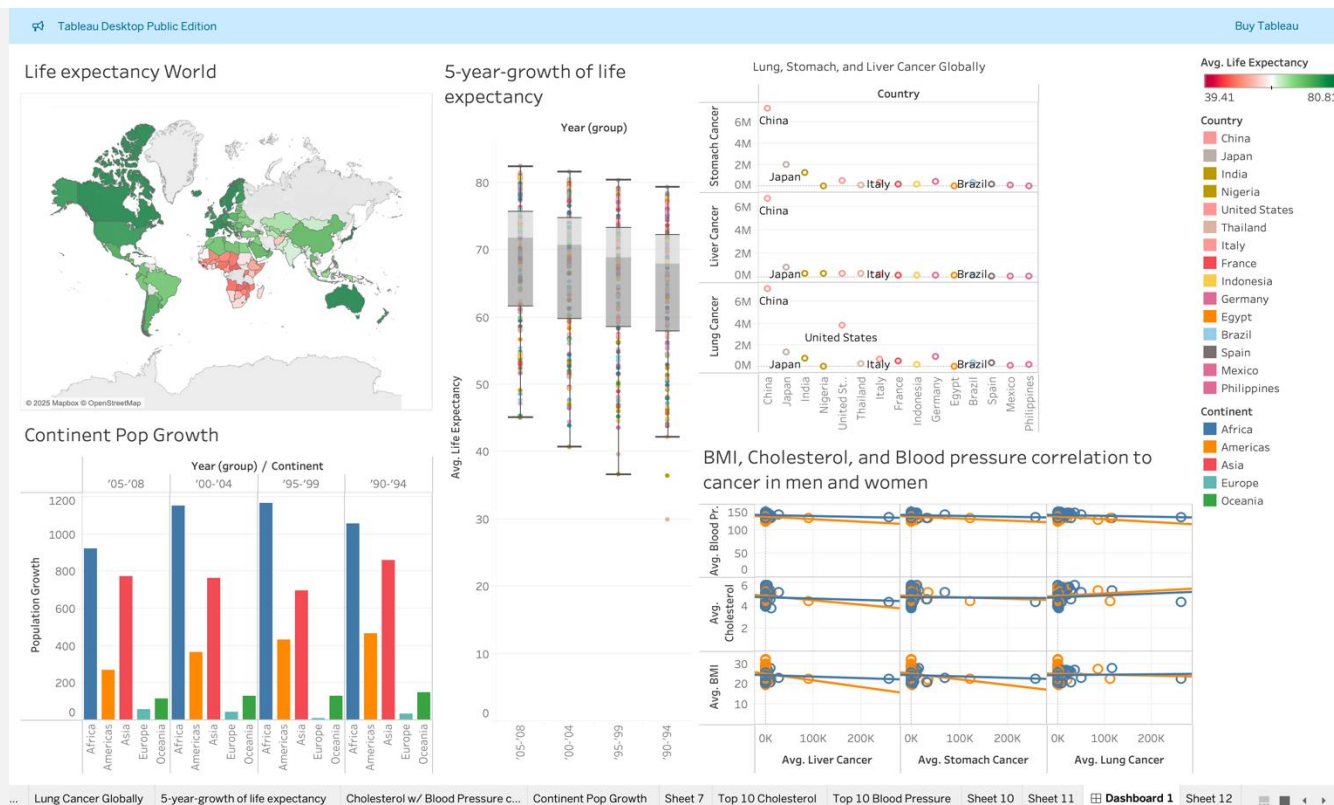 Tableau Desktop Public Edition
Buy Tableau
Life expectancy World
© 2025 Mapbox © OpenStreetMap
5-year-growth of life
expectancy
Year (group)
80
70
60
50
40
30
20
10
0
Avg. Life Expectancy
'05-'08
'00-'04
'95-'99
'90-'94
Lung, Stomach, and Liver Cancer Globally
Country
Stomach Cancer
6M
4M
2M
0M
China
Japan
Italy
Brazil
Liver Cancer
6M
4M
2M
0M
China
Japan
Italy
Brazil
Lung Cancer
6M
4M
2M
0M
China
United States
Japan
Italy
Brazil
China
Japan
India
Nigeria
United St..
Thailand
Italy
France
Indonesia
Germany
Egypt
Brazil
Spain
Mexico
Philippines
Avg. Life Expectancy
39.41
Country
China
Japan
India
Nigeria
United States
Thailand
Italy
France
Indonesia
Germany
Egypt
Brazil
Spain
Mexico
Philippines
Continent
Africa
Americas
Asia
Europe
Oceania
Continent Pop Growth
Year (group) / Continent
'05-'08 '00-'04 '95-'99 '90-'94
Population Growth
1200
1000
800
600
400
200
0
Africa Americas Asia Europe Oceania Africa Americas Asia Europe Oceania Africa Americas Asia Europe Oceania Africa Americas Asia Europe Oceania
BMI, Cholesterol, and Blood pressure correlation to
cancer in men and women
Avg. Blood Pr.
150
100
50
0
Avg.
Cholesterol
6
4
2
Avg. BMI
30
20
10
0K 100K 200K 0K 100K 200K 0K 100K 200K
Avg. Liver Cancer Avg. Stomach Cancer Avg. Lung Cancer
... Lung Cancer Globally 5-year-growth of life expectancy Cholesterol w/ Blood Pressure c... Continent Pop Growth Sheet 7 Top 10 Cholesterol Top 10 Blood Pressure Sheet 10 Sheet 11 Dashboard 1 Sheet 12